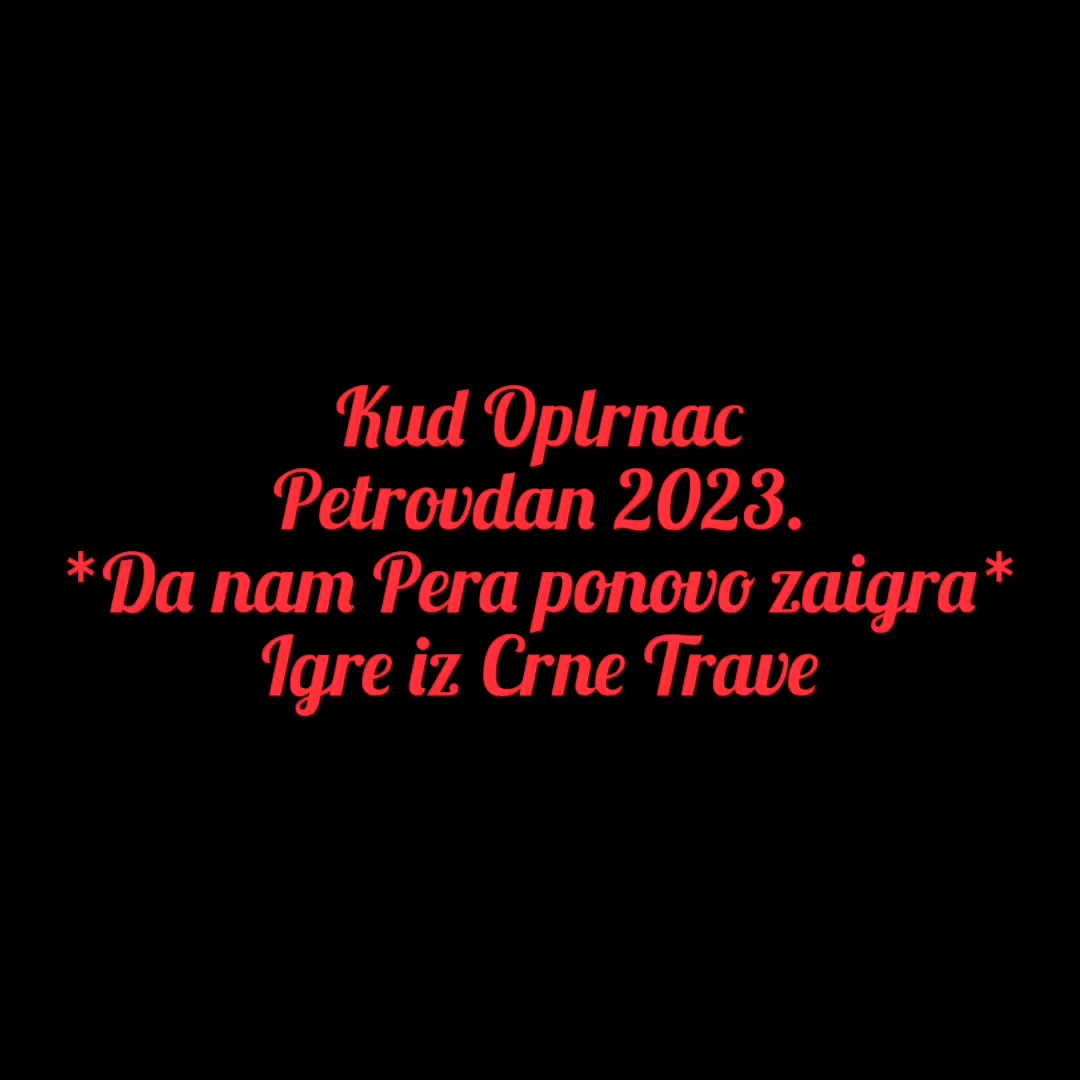 Kud Oplrnac
Petrovdan 2023.
*Da nam Pera ponovo zaigra*
Igre iz Crne Trave